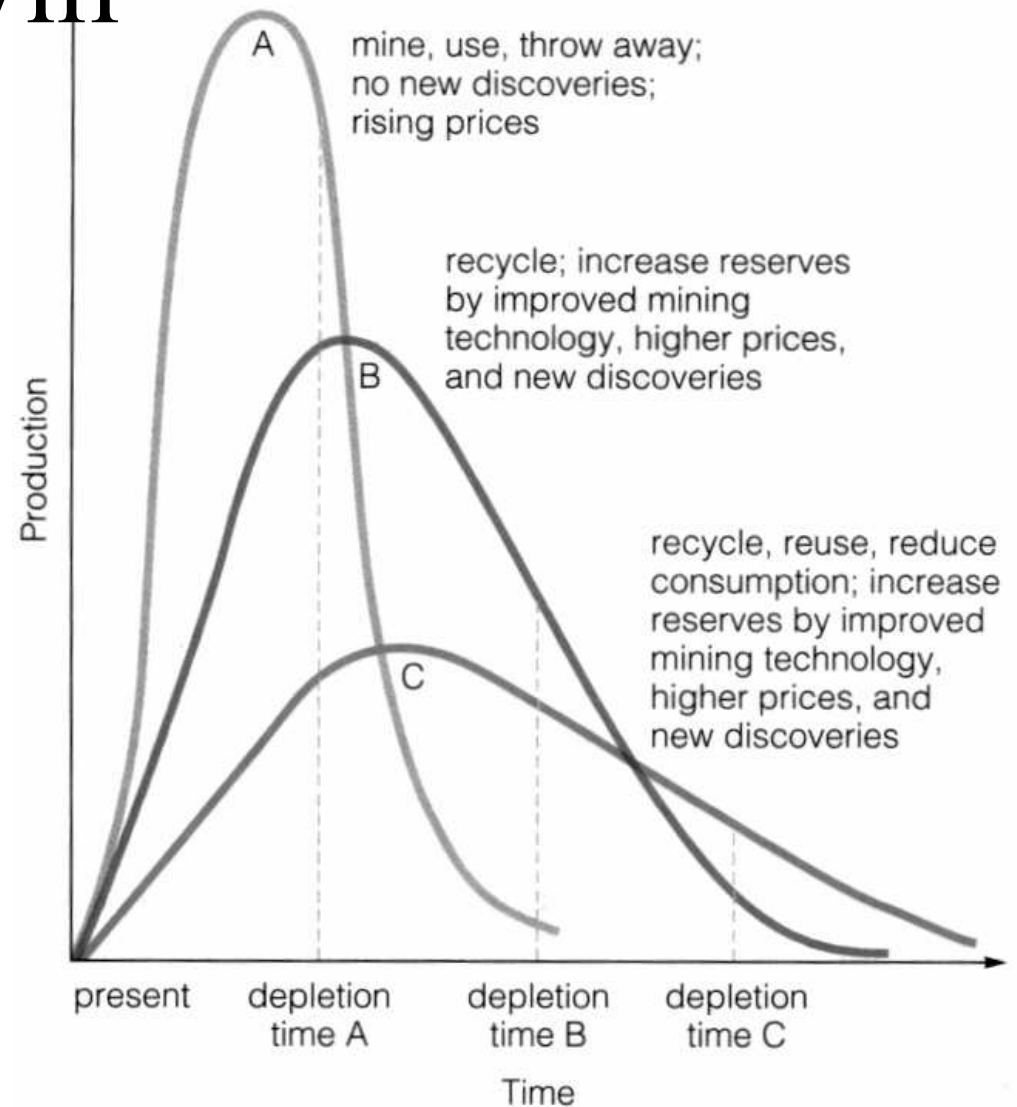 A
mine, use, throw away;
no new discoveries;
rising prices
recycle; increase reserves
by improved mining
technology, higher prices,
and new discoveries
B
recycle, reuse, reduce
consumption; increase
reserves by improved
mining technology,
higher prices, and
new discoveries
C
Production
present
depletion
time A
depletion
time B
depletion
time C
Time